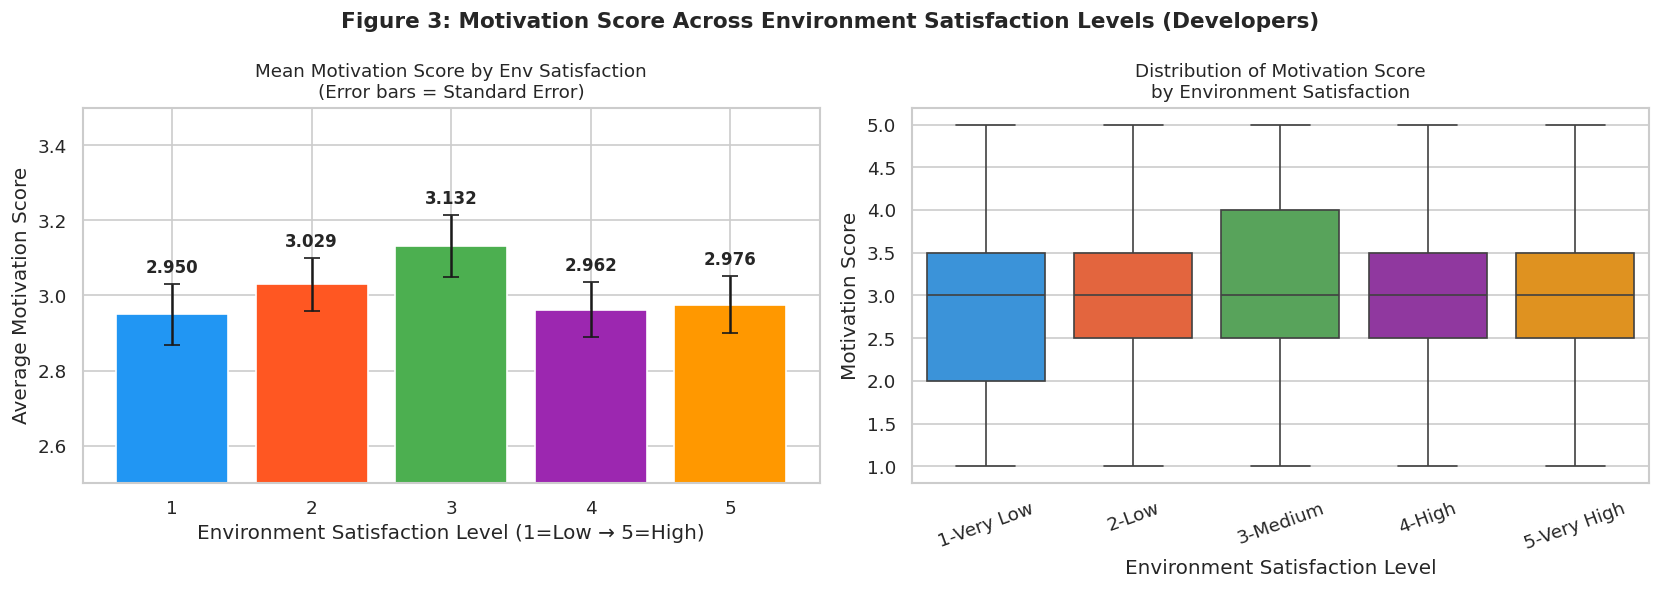 Figure 3: Motivation Score Across Environment Satisfaction Levels (Developers)
Mean Motivation Score by Env Satisfaction
(Error bars = Standard Error)
Average Motivation Score
3.4
3.2
3.0
2.8
2.6
2.950
3.029
3.132
2.962
2.976
1
2
3
4
5
Environment Satisfaction Level (1=Low → 5=High)
Distribution of Motivation Score
by Environment Satisfaction
Motivation Score
5.0
4.5
4.0
3.5
3.0
2.5
2.0
1.5
1.0
1-Very Low
2-Low
3-Medium
4-High
5-Very High
Environment Satisfaction Level